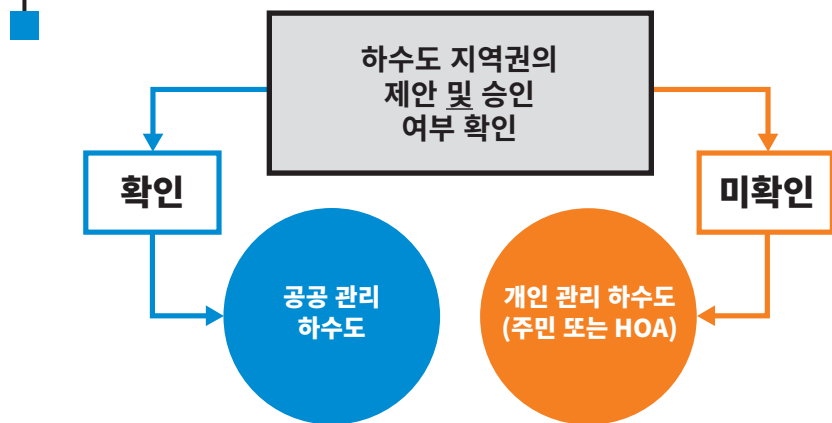 하수도 지역권의
제안 및 승인
여부 확인
확인
미확인
공공 관리
하수도
개인 관리 하수도
(주민 또는 HOA)